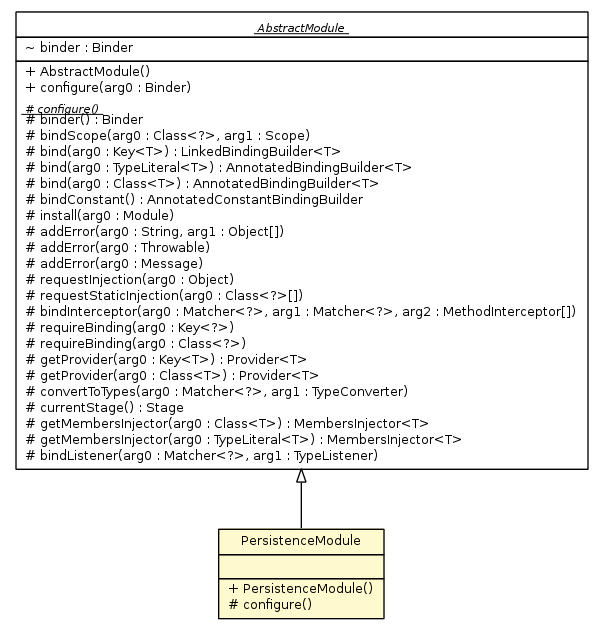 AbstractModule
~ binder : Binder
+ AbstractModule()
+ configure(arg0 : Binder)
# configure()
# binder() : Binder
# bindScope(arg0 : Class<?>, arg1 : Scope)
# bind(arg0 : Key<T>) : LinkedBindingBuilder<T>
# bind(arg0 : TypeLiteral<T>) : AnnotatedBindingBuilder<T>
# bind(arg0 : Class<T>) : AnnotatedBindingBuilder<T>
# bindConstant() : AnnotatedConstantBindingBuilder
# install(arg0 : Module)
# addError(arg0 : String, arg1 : Object[])
# addError(arg0 : Throwable)
# addError(arg0 : Message)
# requestInjection(arg0 : Object)
# requestStaticInjection(arg0 : Class<?>[])
# bindInterceptor(arg0 : Matcher<?>, arg1 : Matcher<?>, arg2 : MethodInterceptor[])
# requireBinding(arg0 : Key<?>)
# requireBinding(arg0 : Class<?>)
# getProvider(arg0 : Key<T>) : Provider<T>
# getProvider(arg0 : Class<T>) : Provider<T>
# convertToTypes(arg0 : Matcher<?>, arg1 : TypeConverter)
# currentStage() : Stage
# getMembersInjector(arg0 : Class<T>) : MembersInjector<T>
# getMembersInjector(arg0 : TypeLiteral<T>) : MembersInjector<T>
# bindListener(arg0 : Matcher<?>, arg1 : TypeListener)
PersistenceModule
+ PersistenceModule()
# configure()